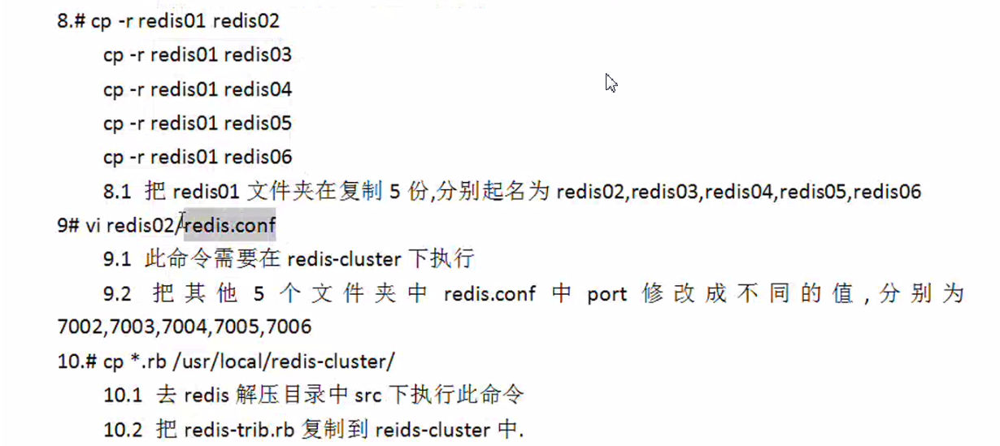 8.# cp -r redis01 redis02
cp -r redis01 redis03
cp -r redis01 redis04
cp -r redis01 redis05
cp -r redis01 redis06
8.1 把 redis01 文件夹在复制 5 份,分别起名为 redis02,redis03,redis04,redis05,redis06
9# vi redis02/redis.conf
9.1 此命令需要在 redis-cluster 下执行
9.2 把其他 5 个文件夹中 redis.conf 中 port 修改成不同的值,分别为
7002,7003,7004,7005,7006
10.# cp *.rb /usr/local/redis-cluster/
10.1 去 redis 解压目录中 src 下执行此命令
10.2 把 redis-trib.rb 复制到 reids-cluster 中.